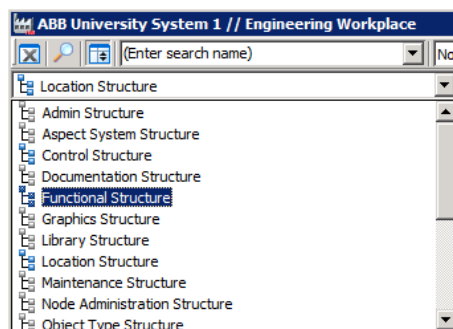 ABB University System 1 // Engineering Workplace
(Enter search name)
No
Location Structure
Admin Structure
Aspect System Structure
Control Structure
Documentation Structure
Functional Structure
Graphics Structure
Library Structure
Location Structure
Maintenance Structure
Node Administration Structure
Object Type Structure